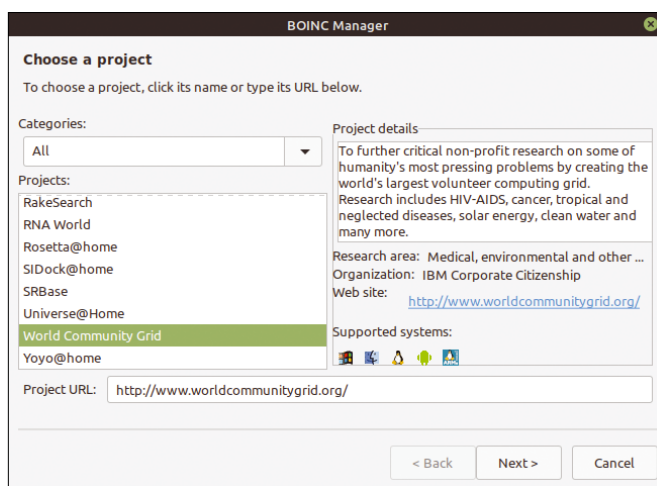 BOINC Manager
Choose a project
To choose a project, click its name or type its URL below.
Categories:
All
Projects:
RakeSearch
RNA World
Rosetta@home
SIDock@home
SRBase
Universe@Home
World Community Grid
Yoyo@home
Project details
To further critical non-profit research on some of
humanity's most pressing problems by creating the
world's largest volunteer computing grid.
Research includes HIV-AIDS, cancer, tropical and
neglected diseases, solar energy, clean water and
many more.
Research area: Medical, environmental and other ...
Organization: IBM Corporate Citizenship
Web site: http://www.worldcommunitygrid.org/
Supported systems:
Project URL: http://www.worldcommunitygrid.org/
< Back Next > Cancel